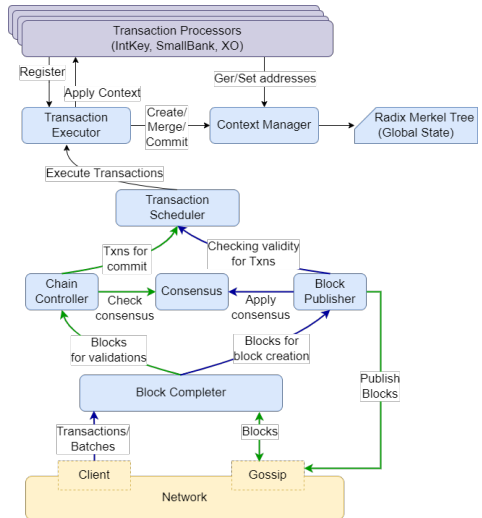 Transaction Processors
(IntKey, SmallBank, XO)
Register
Apply Context
Ger/Set addresses
Transaction
Executor
Create/
Merge/
Commit
Context Manager
Radix Merkel Tree
(Global State)
Execute Transactions
Transaction
Scheduler
Txns for
commit
Checking validity
for Txns
Chain
Controller
Check
consensus
Consensus
Apply
consensus
Block
Publisher
Blocks
for validations
Blocks for
block creation
Publish
Blocks
Block Completer
Transactions/
Batches
Blocks
Client
Gossip
Network